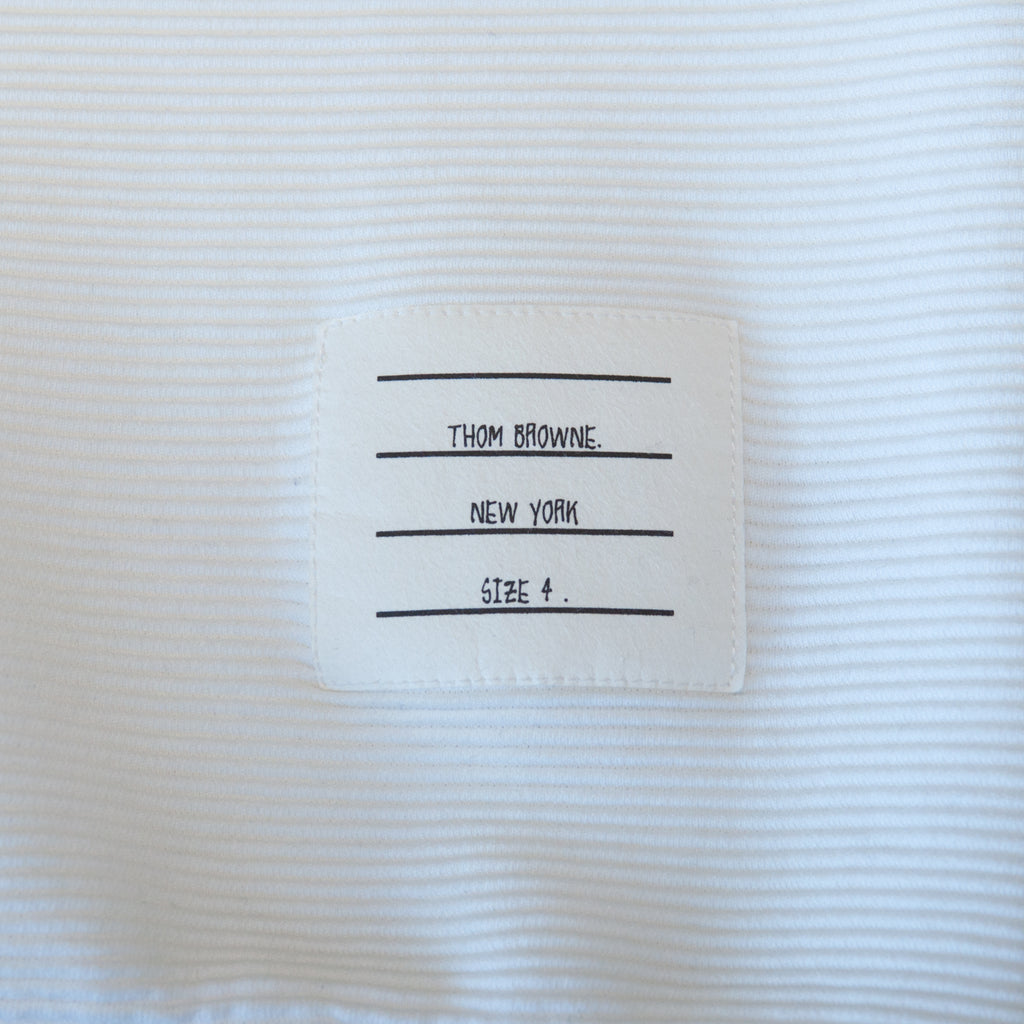 THOM BROWNE.
NEW YORK
SIZE 4 .